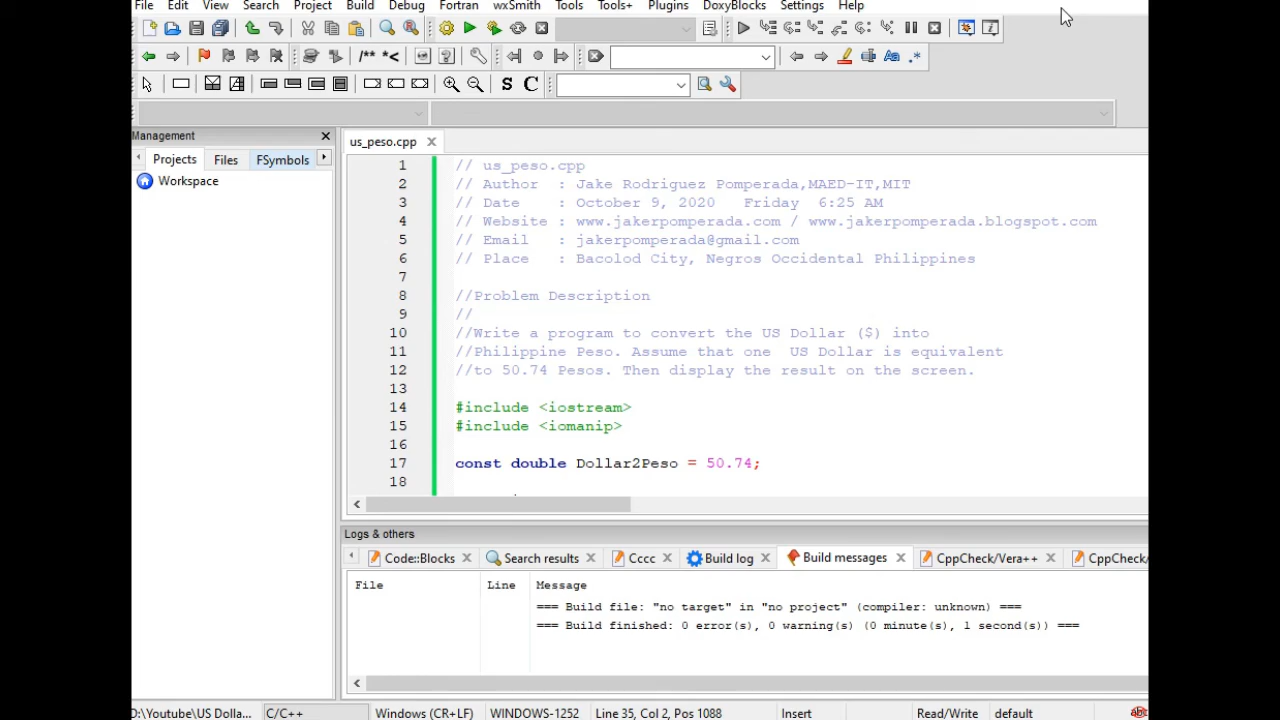 File Edit View Search Project Build Debug Fortran wxSmith Tools Tools+ Plugins DoxyBlocks Settings Help
/** *<
.*
S C
Management
Projects Files FSymbols
Workspace
us_peso.cpp
1 // us_peso.cpp
2 // Author : Jake Rodriguez Pomperada,MAED-IT,MIT
3 // Date : October 9, 2020 Friday 6:25 AM
4 // Website : www.jakerpomperada.com / www.jakerpomperada.blogspot.com
5 // Email : jakerpomperada@gmail.com
6 // Place : Bacolod City, Negros Occidental Philippines
7
8 //Problem Description
9 //
10 //Write a program to convert the US Dollar ($) into
11 //Philippine Peso. Assume that one US Dollar is equivalent
12 //to 50.74 Pesos. Then display the result on the screen.
13
14 #include <iostream>
15 #include <iomanip>
16
17 const double Dollar2Peso = 50.74;
18
Logs & others
Code::Blocks Search results Cccc Build log Build messages CppCheck/Vera++ CppCheck/
File Line Message
=== Build file: "no target" in "no project" (compiler: unknown) ===
=== Build finished: 0 error(s), 0 warning(s) (0 minute(s), 1 second(s)) ===
D:\Youtube\US Dolla... C/C++ Windows (CR+LF) WINDOWS-1252 Line 35, Col 2, Pos 1088 Insert Read/Write default